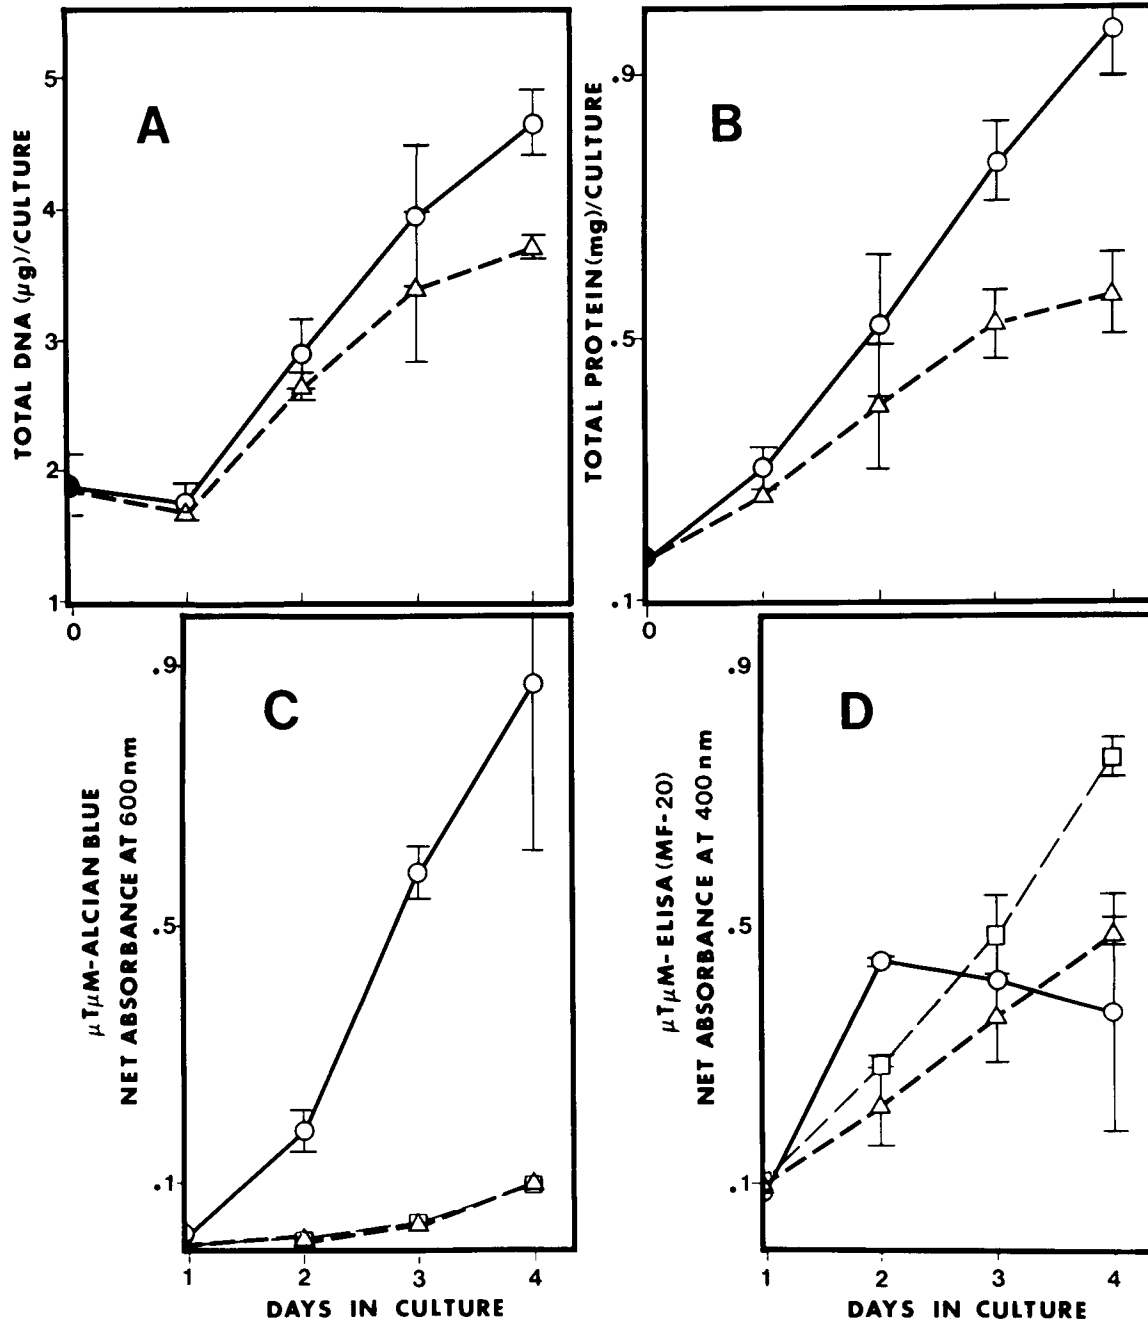 A
TOTAL DNA (μg)/CULTURE
5
4
3
2
1
0
B
TOTAL PROTEIN (mg)/CULTURE
.9
.5
.1
0
C
μTμM-ALCIAN BLUE
NET ABSORBANCE AT 600nm
.9
.5
.1
1 2 3 4
DAYS IN CULTURE
D
μTμM-ELISA (MF-20)
NET ABSORBANCE AT 400nm
.9
.5
.1
1 2 3 4
DAYS IN CULTURE